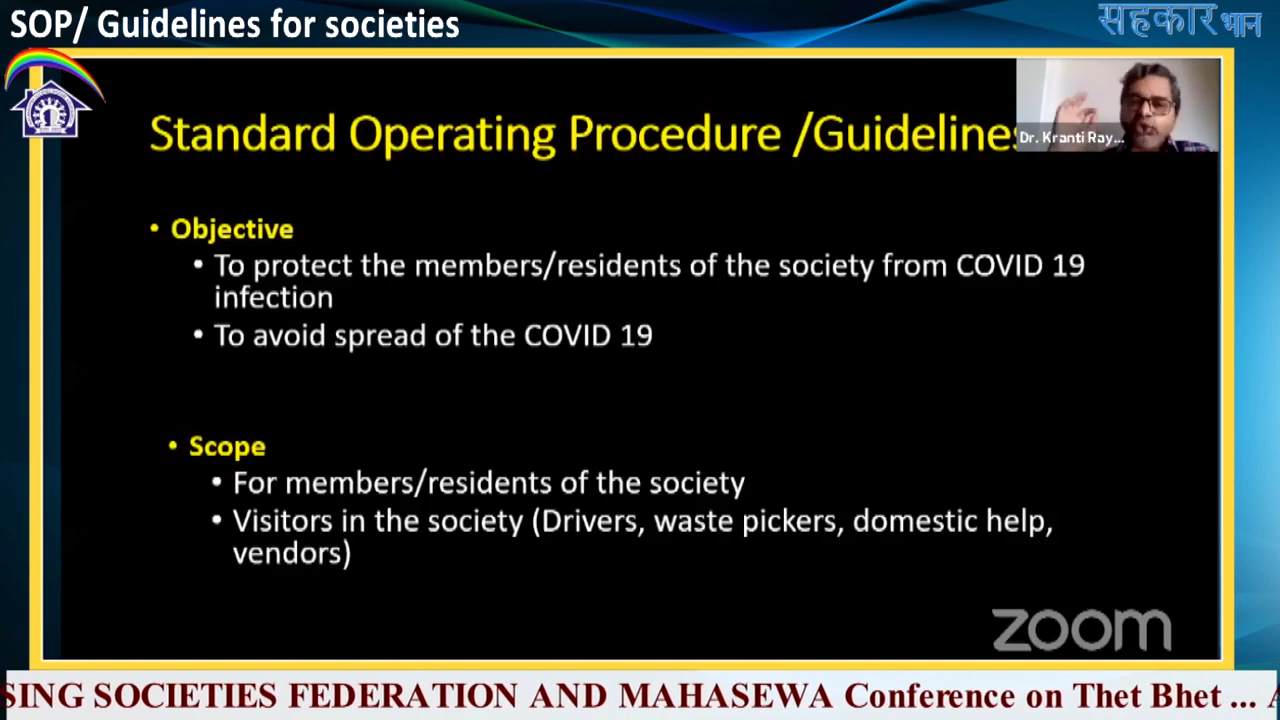 SOP/ Guidelines for societies
सहकार भान
Standard Operating Procedure /Guidelines
Dr. Kranti Ray...
• Objective
• To protect the members/residents of the society from COVID 19
infection
• To avoid spread of the COVID 19
• Scope
• For members/residents of the society
• Visitors in the society (Drivers, waste pickers, domestic help,
vendors)
zoom
SING SOCIETIES FEDERATION AND MAHASEWA Conference on Thet Bhet ...